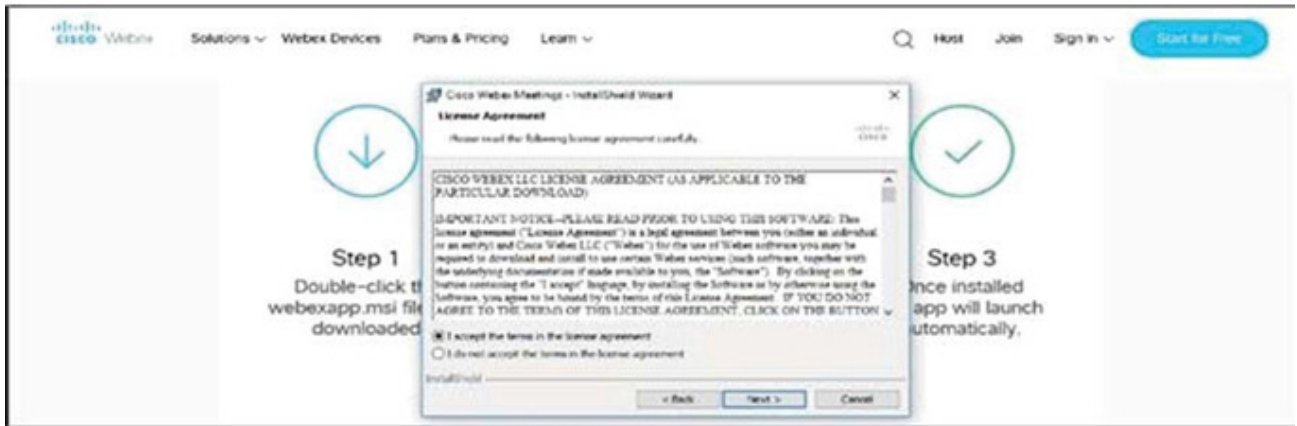 CISCO Webex Solutions Webex Devices Plans & Pricing Learn Host Join Sign In Start for Free
Cisco Webex Meetings - InstallShield Wizard
License Agreement
Please read the following license agreement carefully.
CISCO
CISCO WEBEX LLC LICENSE AGREEMENT (AS APPLICABLE TO THE
PARTICULAR DOWNLOAD)
IMPORTANT NOTICE--PLEASE READ PRIOR TO USING THIS SOFTWARE: This
license agreement ("License Agreement") is a legal agreement between you (either an individual
or an entity) and Cisco Webex LLC ("Webex") for the use of Webex software you may be
required to download and install to use certain Webex services (such software, together with
the underlying documentation if made available to you, the "Software"). By clicking on the
button containing the "I accept" language, by installing the Software or by otherwise using the
Software, you agree to be bound by the terms of this License Agreement. IF YOU DO NOT
AGREE TO THE TERMS OF THIS LICENSE AGREEMENT, CLICK ON THE BUTTON
I accept the terms in the license agreement
I do not accept the terms in the license agreement
InstallShield
< Back Next > Cancel
Step 1
Double-click
webexapp.msi
downloaded
Step 3
Once installed
app will launch
automatically.